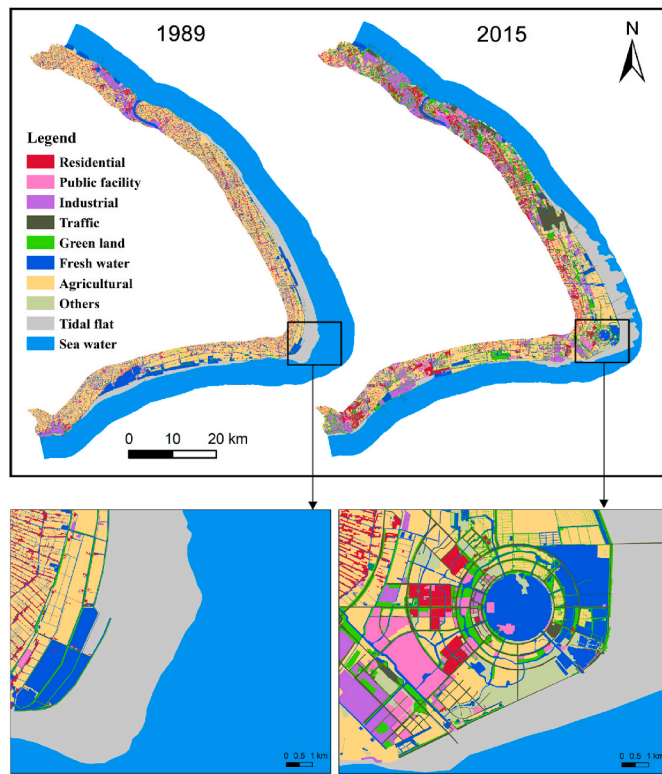 1989
2015
N
Legend
Residential
Public facility
Industrial
Traffic
Green land
Fresh water
Agricultural
Others
Tidal flat
Sea water
0 10 20 km
0 0.5 1 km
0 0.5 1 km